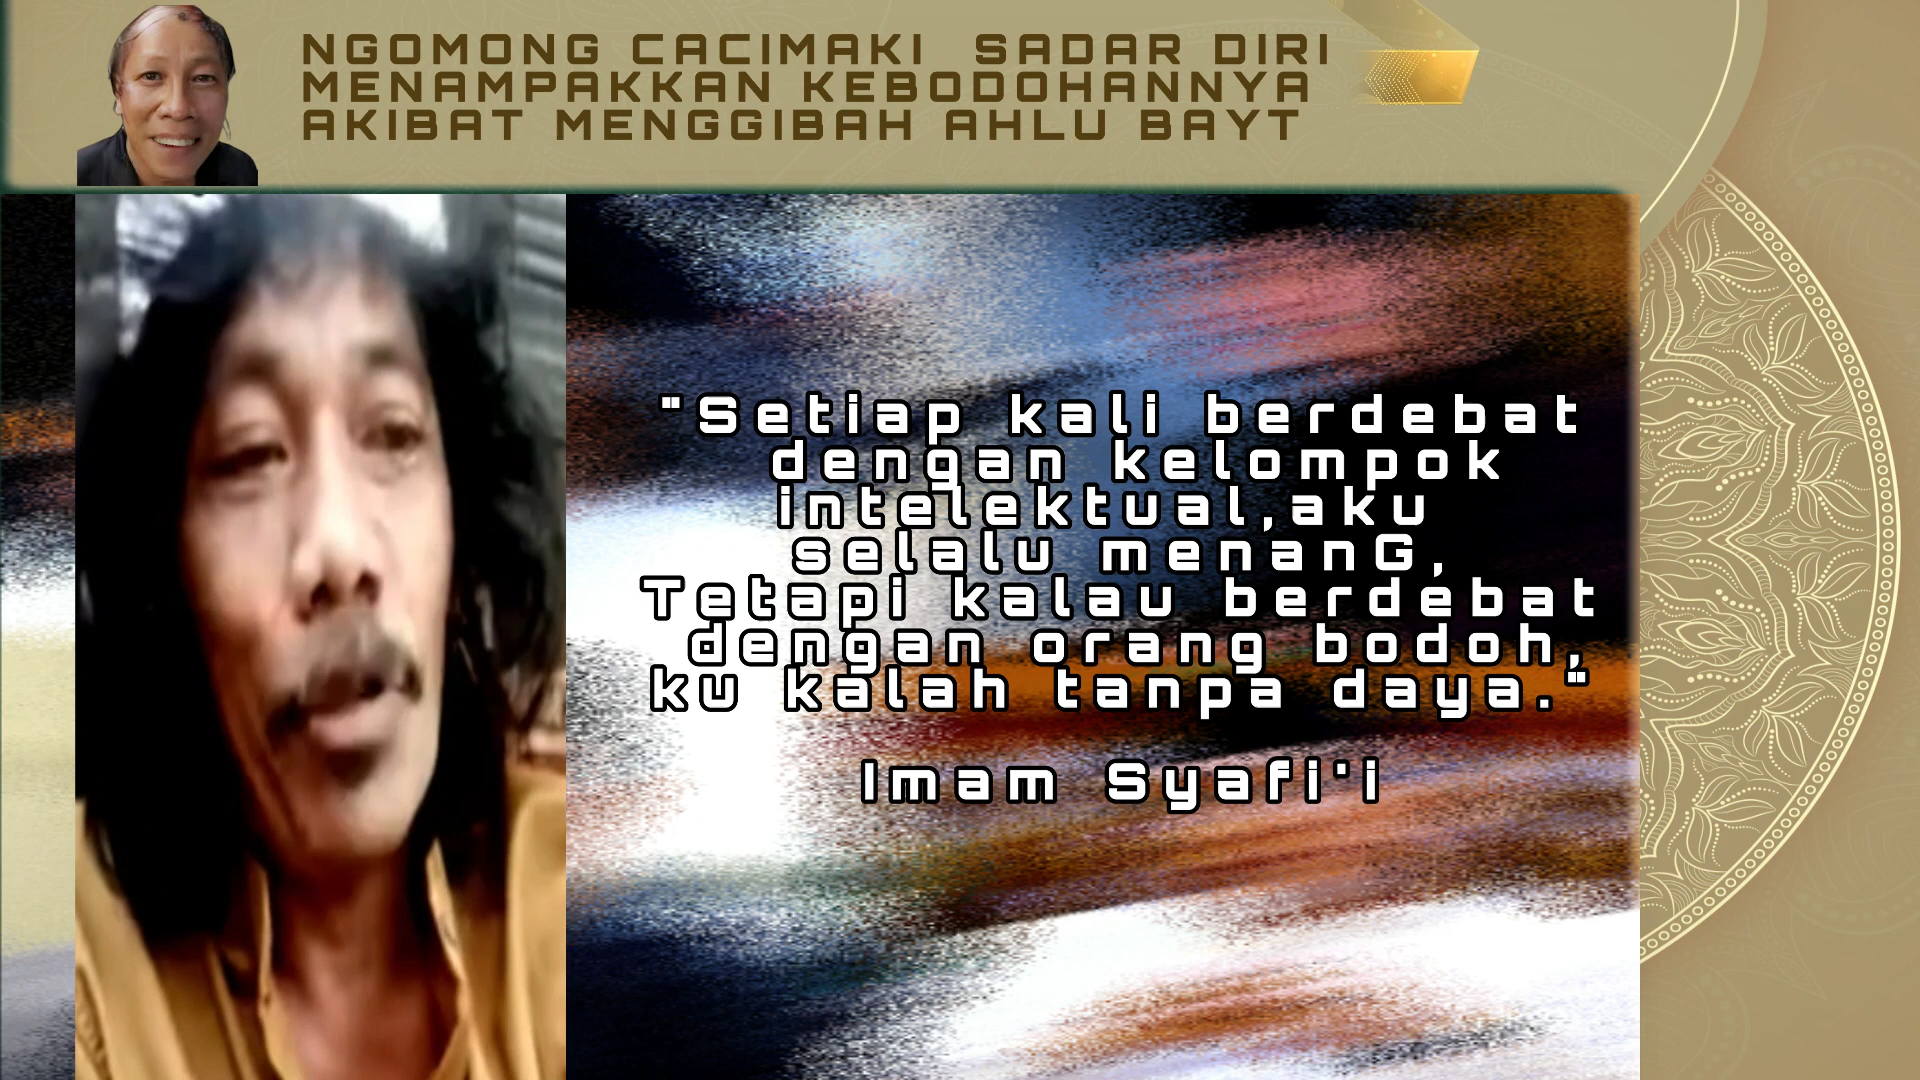 NGOMONG CACIMAKI SADAR DIRI
MENAMPAKKAN KEBODOHANNYA
AKIBAT MENGGIBAH AHLU BAYT
"Setiap kali berdebat
dengan kelompok
intelektual,aku
selalu menanG,
Tetapi kalau berdebat
dengan orang bodoh,
ku kalah tanpa daya."
Imam Syafi'i